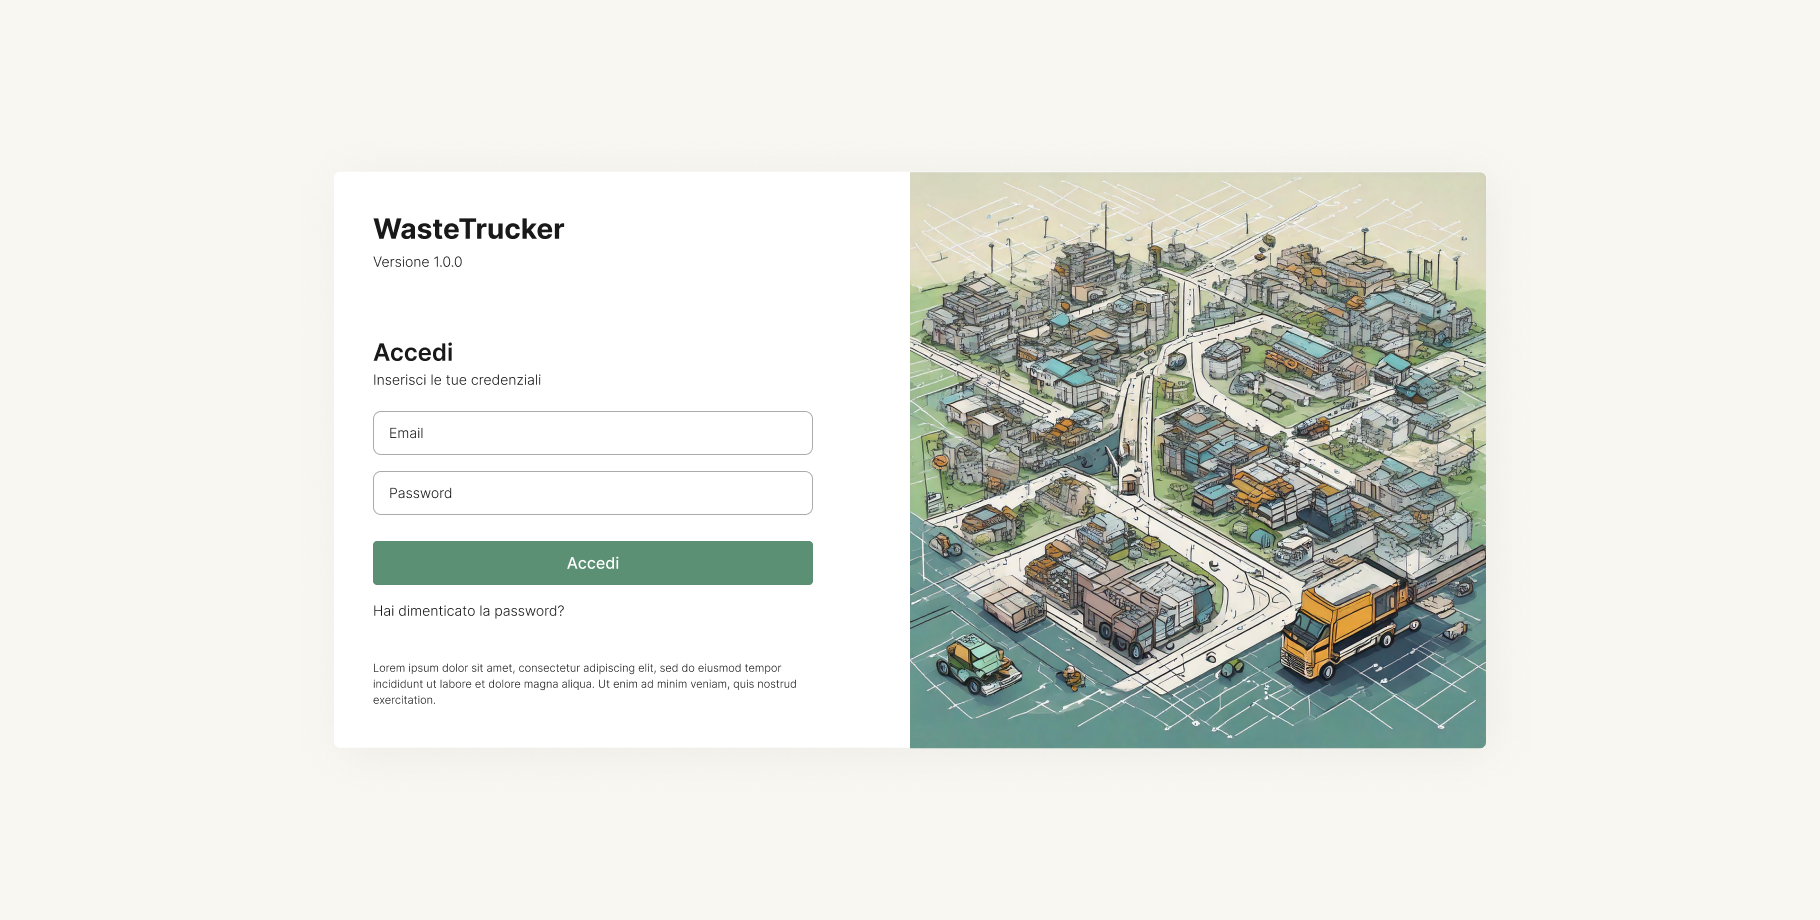 WasteTrucker
Versione 1.0.0
Accedi
Inserisci le tue credenziali
Email
Password
Accedi
Hai dimenticato la password?
Lorem ipsum dolor sit amet, consectetur adipiscing elit, sed do eiusmod tempor
incididunt ut labore et dolore magna aliqua. Ut enim ad minim veniam, quis nostrud
exercitation.